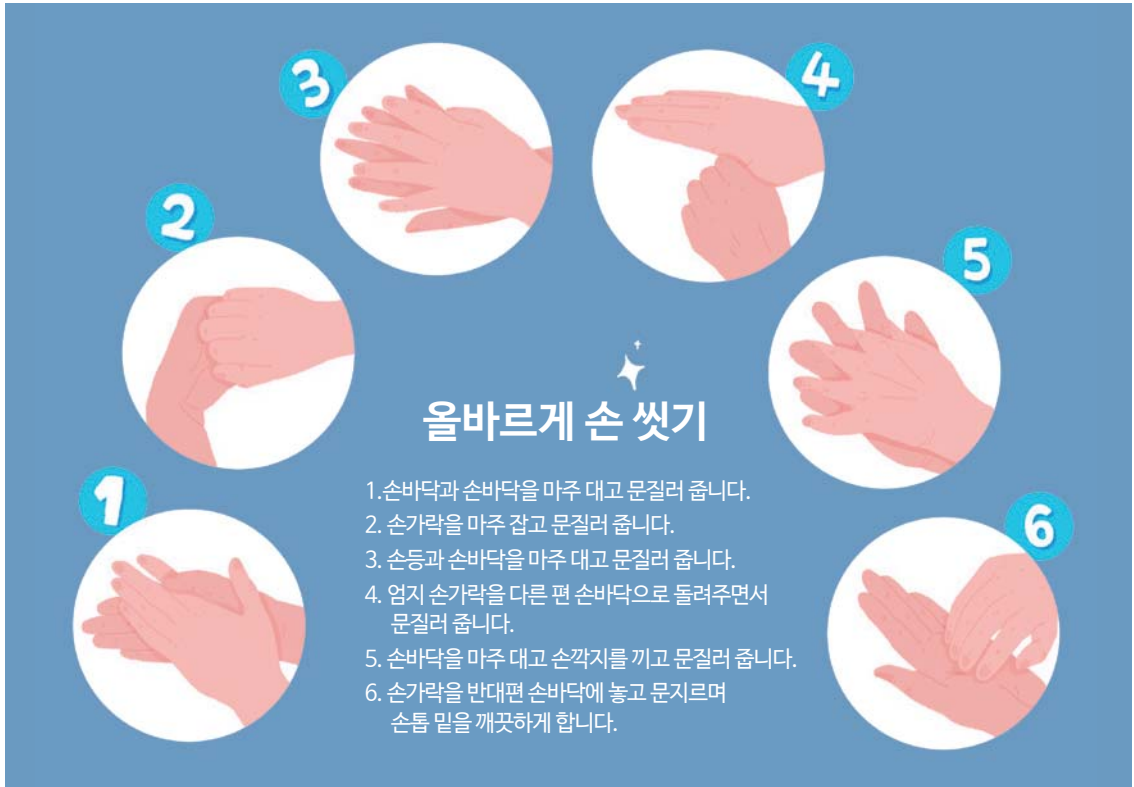 3
4
2
5
1
6
올바르게 손 씻기
1.손바닥과 손바닥을 마주 대고 문질러 줍니다.
2. 손가락을 마주 잡고 문질러 줍니다.
3. 손등과 손바닥을 마주 대고 문질러 줍니다.
4. 엄지 손가락을 다른 편 손바닥으로 돌려주면서
문질러 줍니다.
5. 손바닥을 마주 대고 손깍지를 끼고 문질러 줍니다.
6. 손가락을 반대편 손바닥에 놓고 문지르며
손톱 밑을 깨끗하게 합니다.